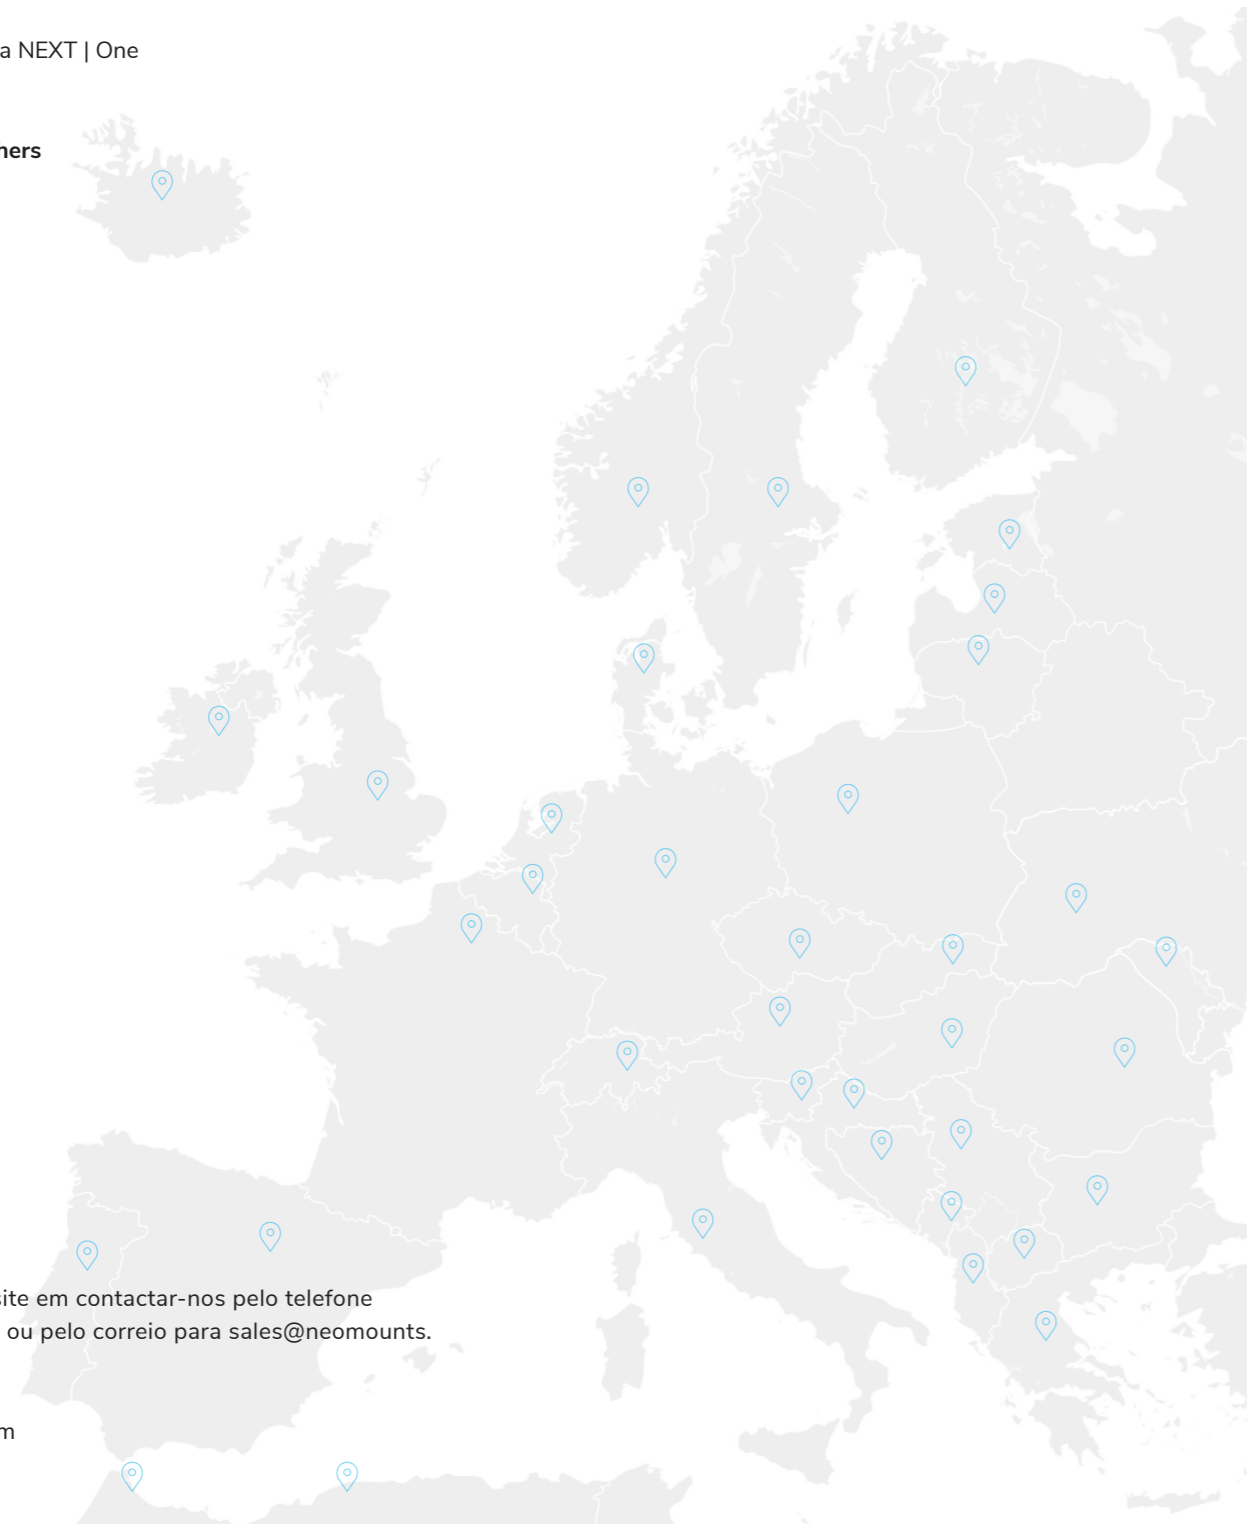 a NEXT | One
ners
site em contactar-nos pelo telefone
ou pelo correio para sales@neomounts.
m